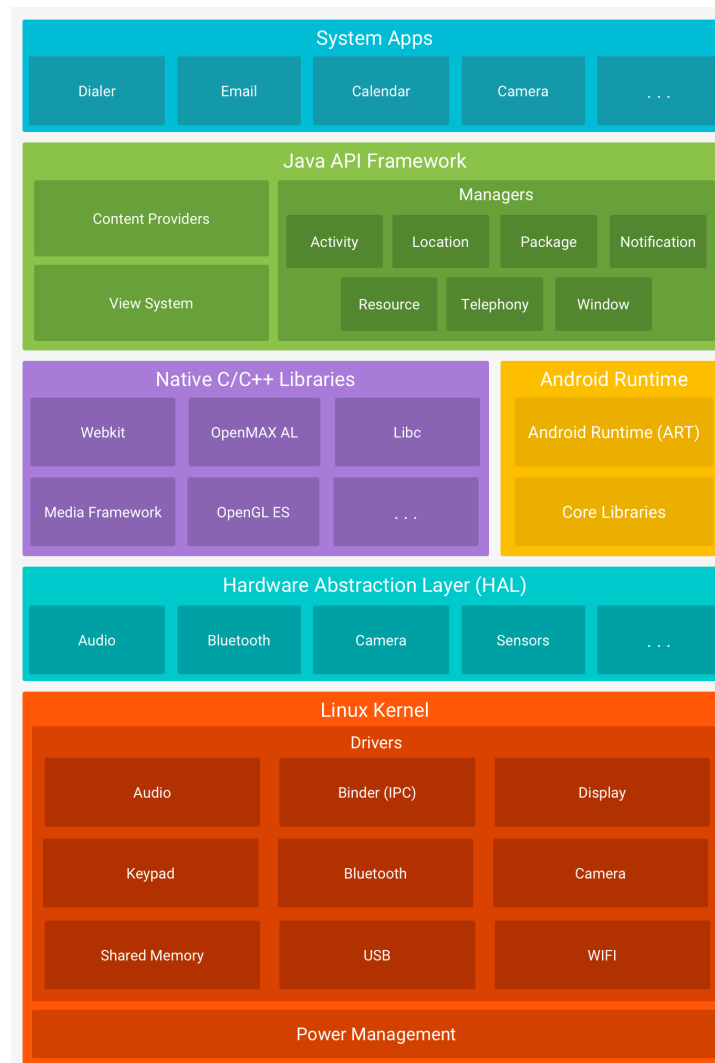 System Apps
Dialer
Email
Calendar
Camera
. . .
Java API Framework
Content Providers
View System
Managers
Activity
Location
Package
Notification
Resource
Telephony
Window
Native C/C++ Libraries
Webkit
OpenMAX AL
Libc
Media Framework
OpenGL ES
. . .
Android Runtime
Android Runtime (ART)
Core Libraries
Hardware Abstraction Layer (HAL)
Audio
Bluetooth
Camera
Sensors
. . .
Linux Kernel
Drivers
Audio
Binder (IPC)
Display
Keypad
Bluetooth
Camera
Shared Memory
USB
WIFI
Power Management